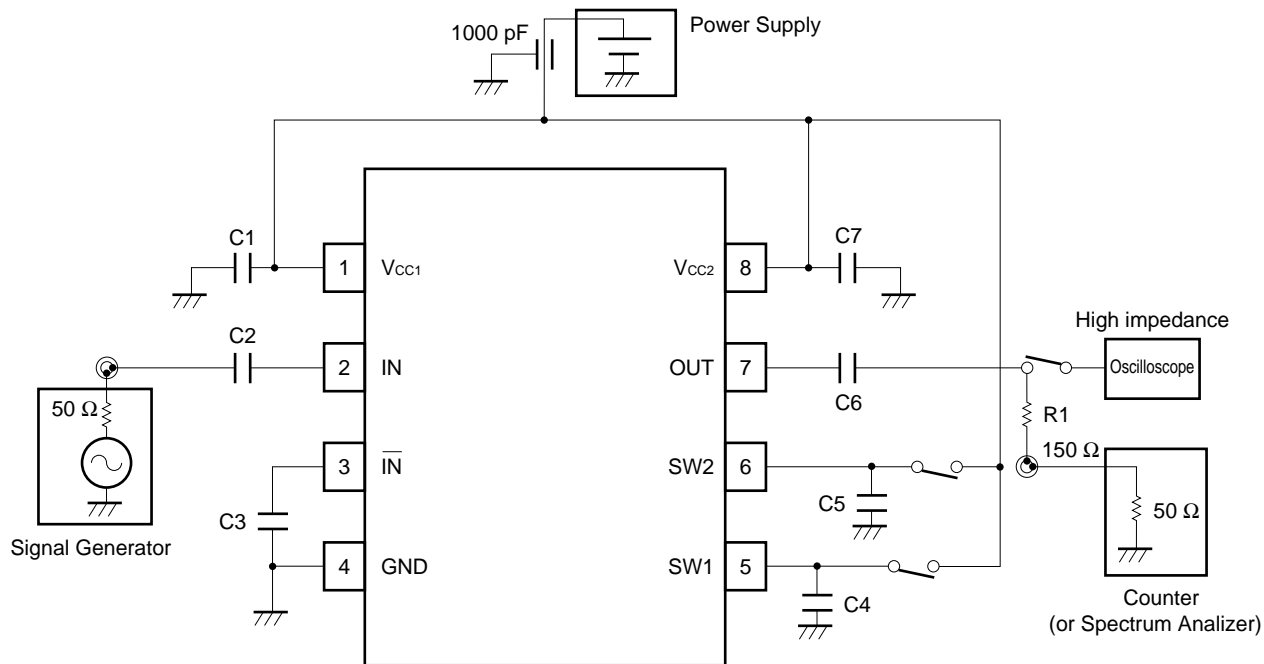 1000 pF
Power Supply
C1
1
VCC1
VCC2
8
C7
C2
2
IN
OUT
7
C6
High impedance
Oscilloscope
50 Ω
R1
150 Ω
Signal Generator
3
IN
SW2
6
C5
50 Ω
C3
4
GND
SW1
5
C4
Counter
(or Spectrum Analizer)